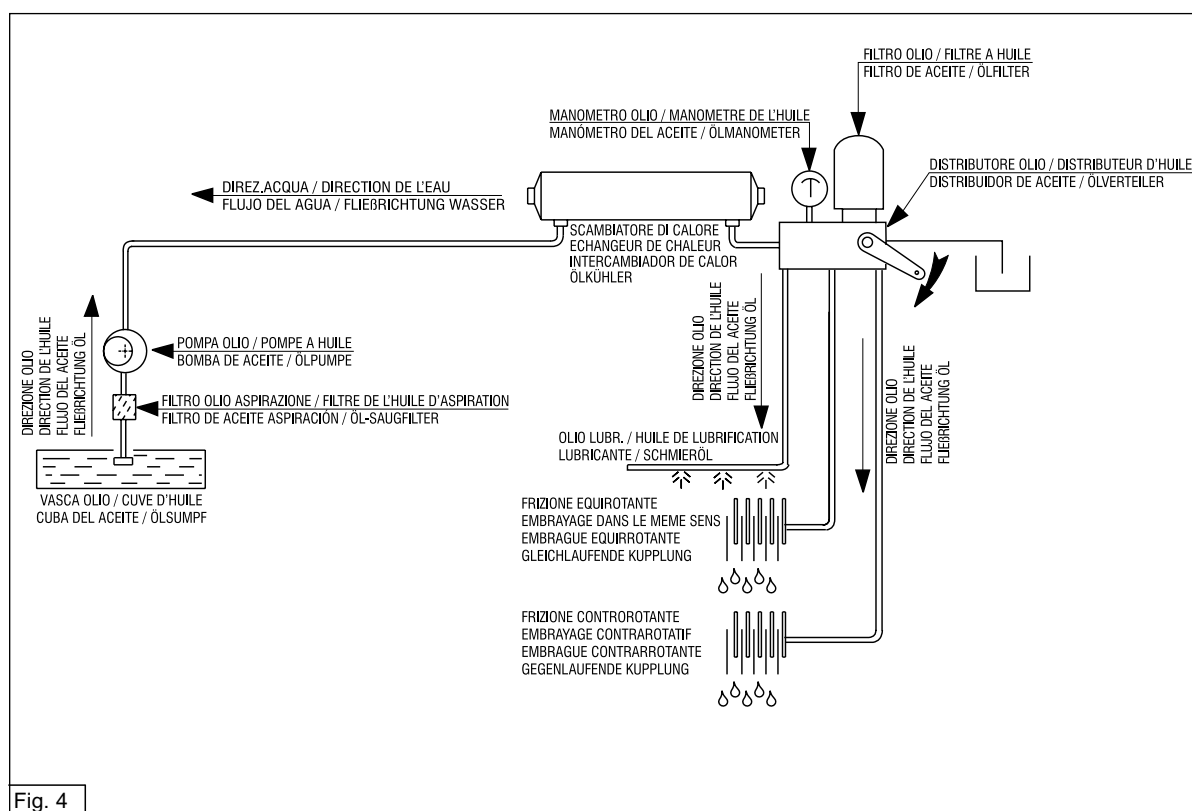 FILTRO OLIO / FILTRE A HUILE
FILTRO DE ACEITE / ÖLFILTER
MANOMETRO OLIO / MANOMETRE DE L'HUILE
MANÓMETRO DEL ACEITE / ÖLMANOMETER
DISTRIBUTORE OLIO / DISTRIBUTEUR D'HUILE
DISTRIBUIDOR DE ACEITE / ÖLVERTEILER
DIREZ.ACQUA / DIRECTION DE L'EAU
FLUJO DEL AGUA / FLIEßRICHTUNG WASSER
SCAMBIATORE DI CALORE
ECHANGEUR DE CHALEUR
INTERCAMBIADOR DE CALOR
ÖLKÜHLER
DIREZIONE OLIO
DIRECTION DE L'HUILE
FLUJO DEL ACEITE
FLIEßRICHTUNG ÖL
POMPA OLIO / POMPE A HUILE
BOMBA DE ACEITE / ÖLPUMPE
FILTRO OLIO ASPIRAZIONE / FILTRE DE L'HUILE D'ASPIRATION
FILTRO DE ACEITE ASPIRACIÓN / ÖL-SAUGFILTER
VASCA OLIO / CUVE D'HUILE
CUBA DEL ACEITE / ÖLSUMPF
DIREZIONE OLIO
DIRECTION DE L'HUILE
FLUJO DEL ACEITE
FLIEßRICHTUNG ÖL
DIREZIONE OLIO
DIRECTION DE L'HUILE
FLUJO DEL ACEITE
FLIEßRICHTUNG ÖL
OLIO LUBR. / HUILE DE LUBRIFICATION
LUBRICANTE / SCHMIERÖL
FRIZIONE EQUIROTANTE
EMBRAYAGE DANS LE MEME SENS
EMBRAGUE EQUIRROTANTE
GLEICHLAUFENDE KUPPLUNG
FRIZIONE CONTROROTANTE
EMBRAYAGE CONTRAROTATIF
EMBRAGUE CONTRARROTANTE
GEGENLAUFENDE KUPPLUNG
Fig. 4